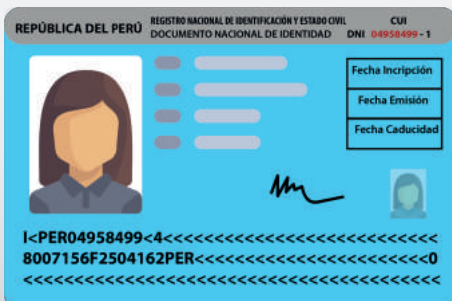 REPÚBLICA DEL PERÚ
REGISTRO NACIONAL DE IDENTIFICACIÓN Y ESTADO CIVIL
DOCUMENTO NACIONAL DE IDENTIDAD
CUI
DNI 04958499 - 1
Fecha Incripción
Fecha Emisión
Fecha Caducidad
I<PER04958499<4<<<<<<<<<<<<<<<<<<<<<<<<<<
8007156F2504162PER<<<<<<<<<<<<<<<<<<<<<<<0
<<<<<<<<<<<<<<<<<<<<<<<<<<<<<<<<<<<<<<<<<